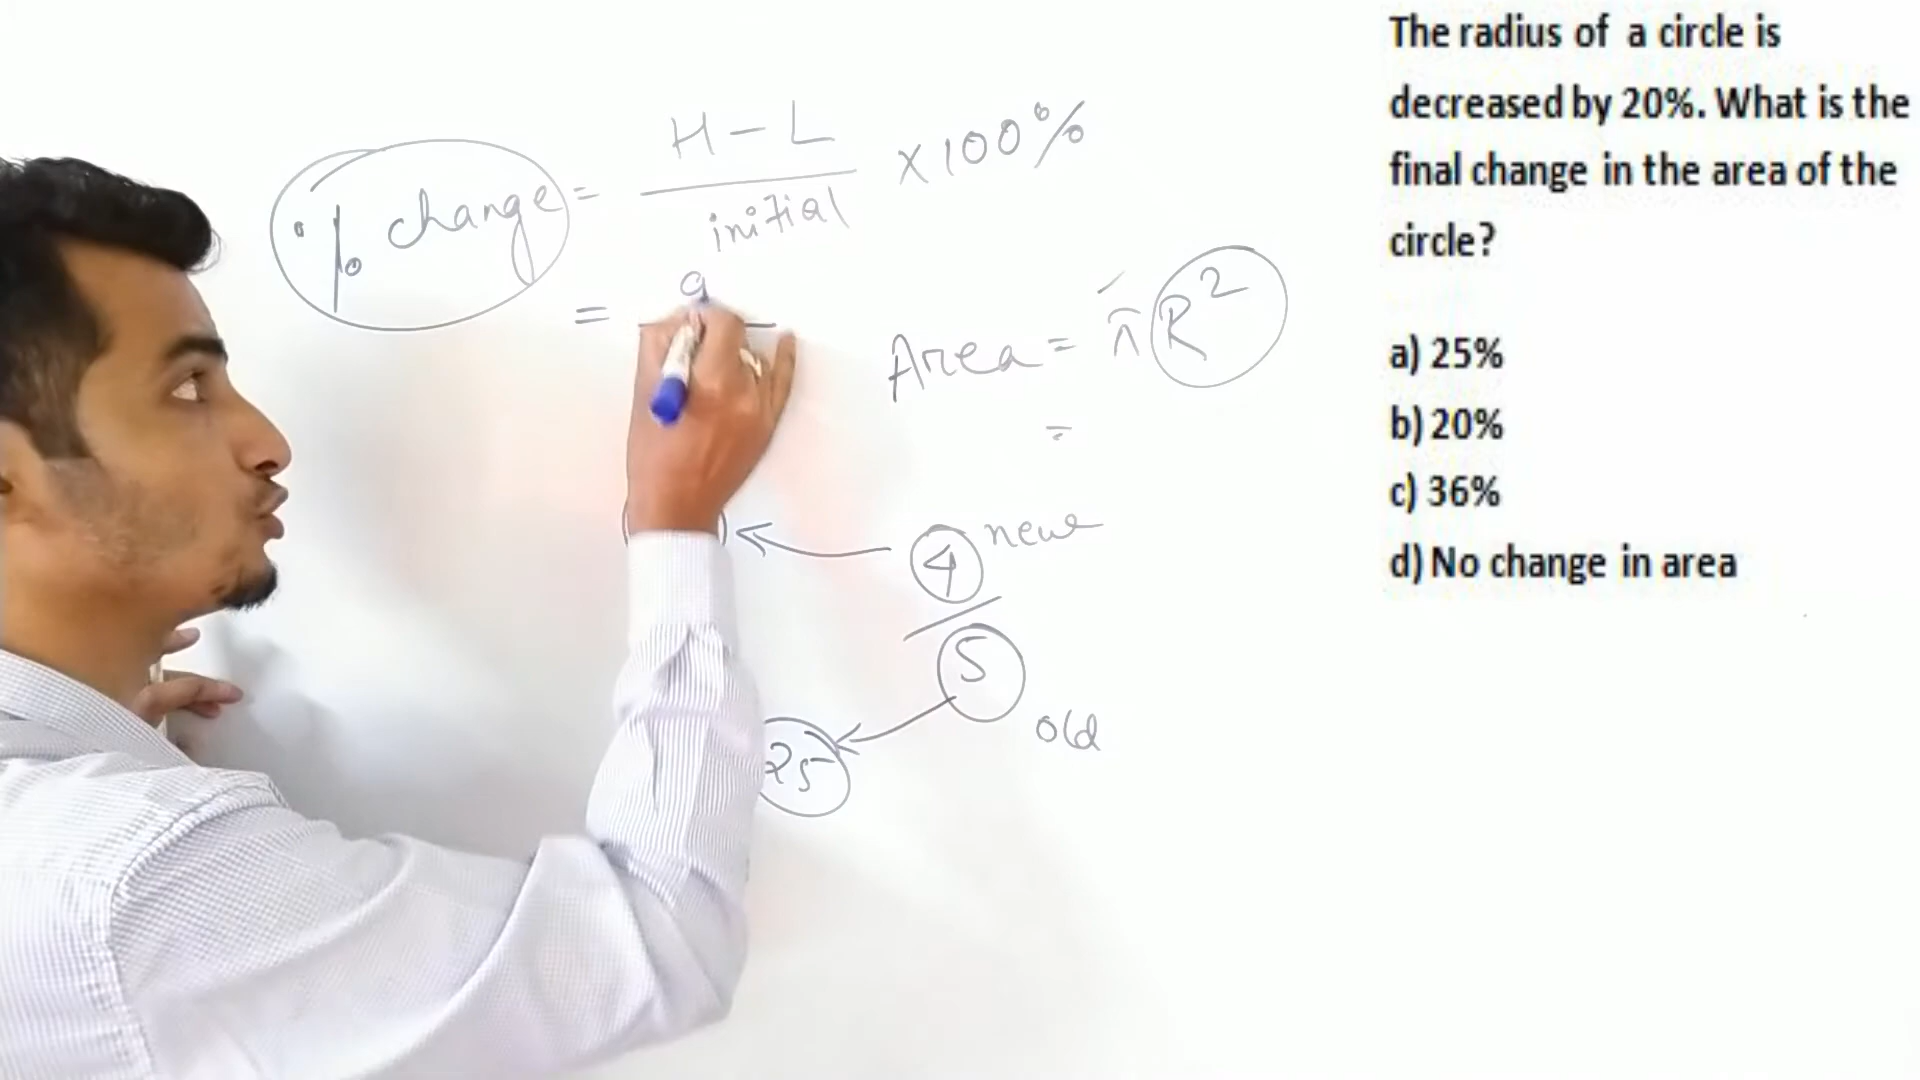 % change = H - L / initial × 100%
= 9
Area = πR²
=
4 new
5
old
25
The radius of a circle is
decreased by 20%. What is the
final change in the area of the
circle?
a) 25%
b) 20%
c) 36%
d) No change in area